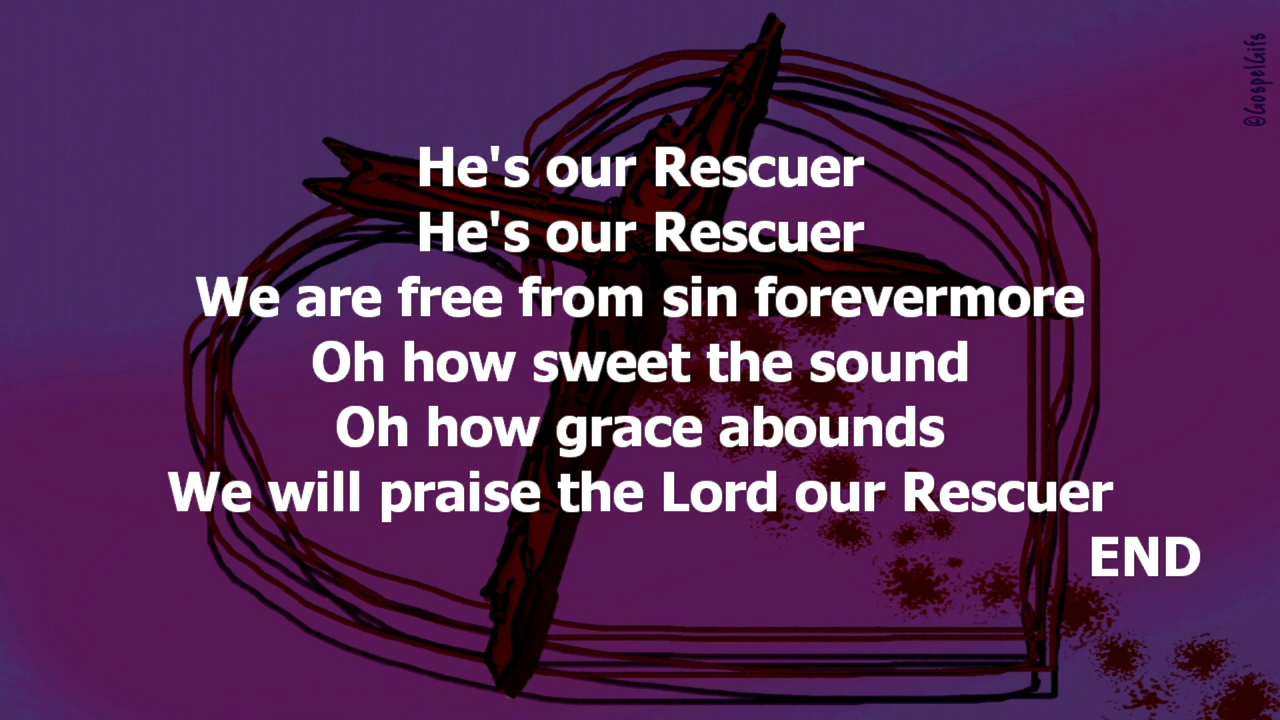 ©GospelGifs
He's our Rescuer
He's our Rescuer
We are free from sin forevermore
Oh how sweet the sound
Oh how grace abounds
We will praise the Lord our Rescuer
END